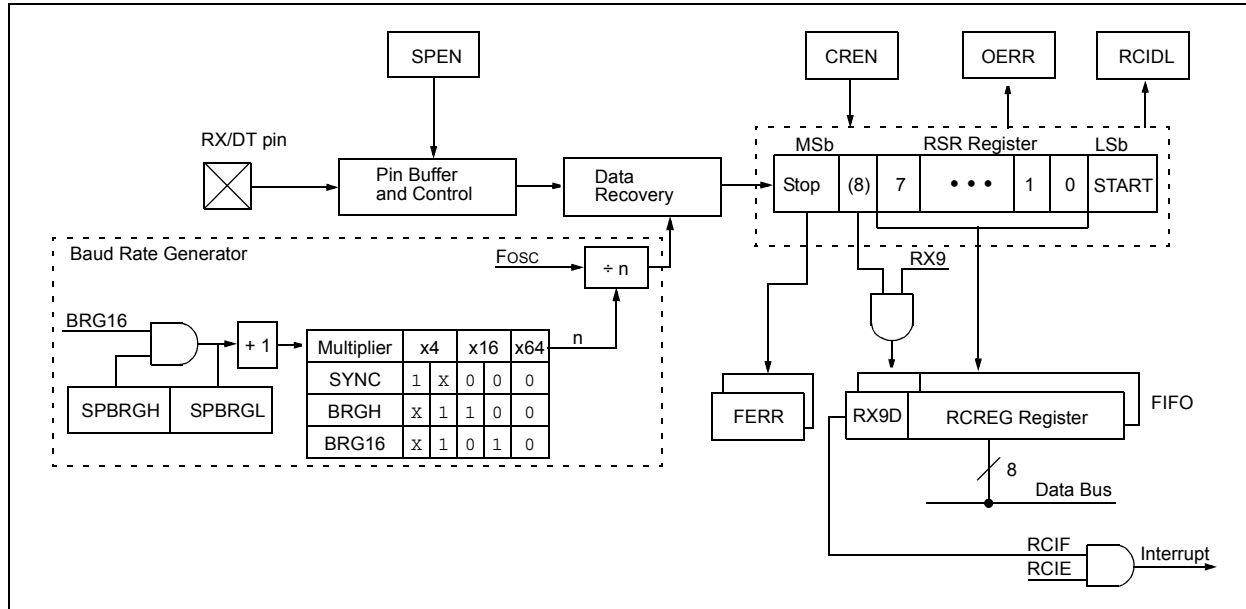 SPEN
CREN
OERR
RCIDL
RX/DT pin
Pin Buffer
and Control
Data
Recovery
MSb
RSR Register
LSb
Stop (8) 7 • • • 1 0 START
Baud Rate Generator
FOSC
÷ n
RX9
BRG16
+ 1
n
Multiplier x4 x16 x64
SYNC 1 X 0 0 0
BRGH X 1 1 0 0
BRG16 X 1 0 1 0
SPBRGH SPBRGL
FERR
RX9D
RCREG Register
FIFO
8
Data Bus
RCIF
RCIE
Interrupt